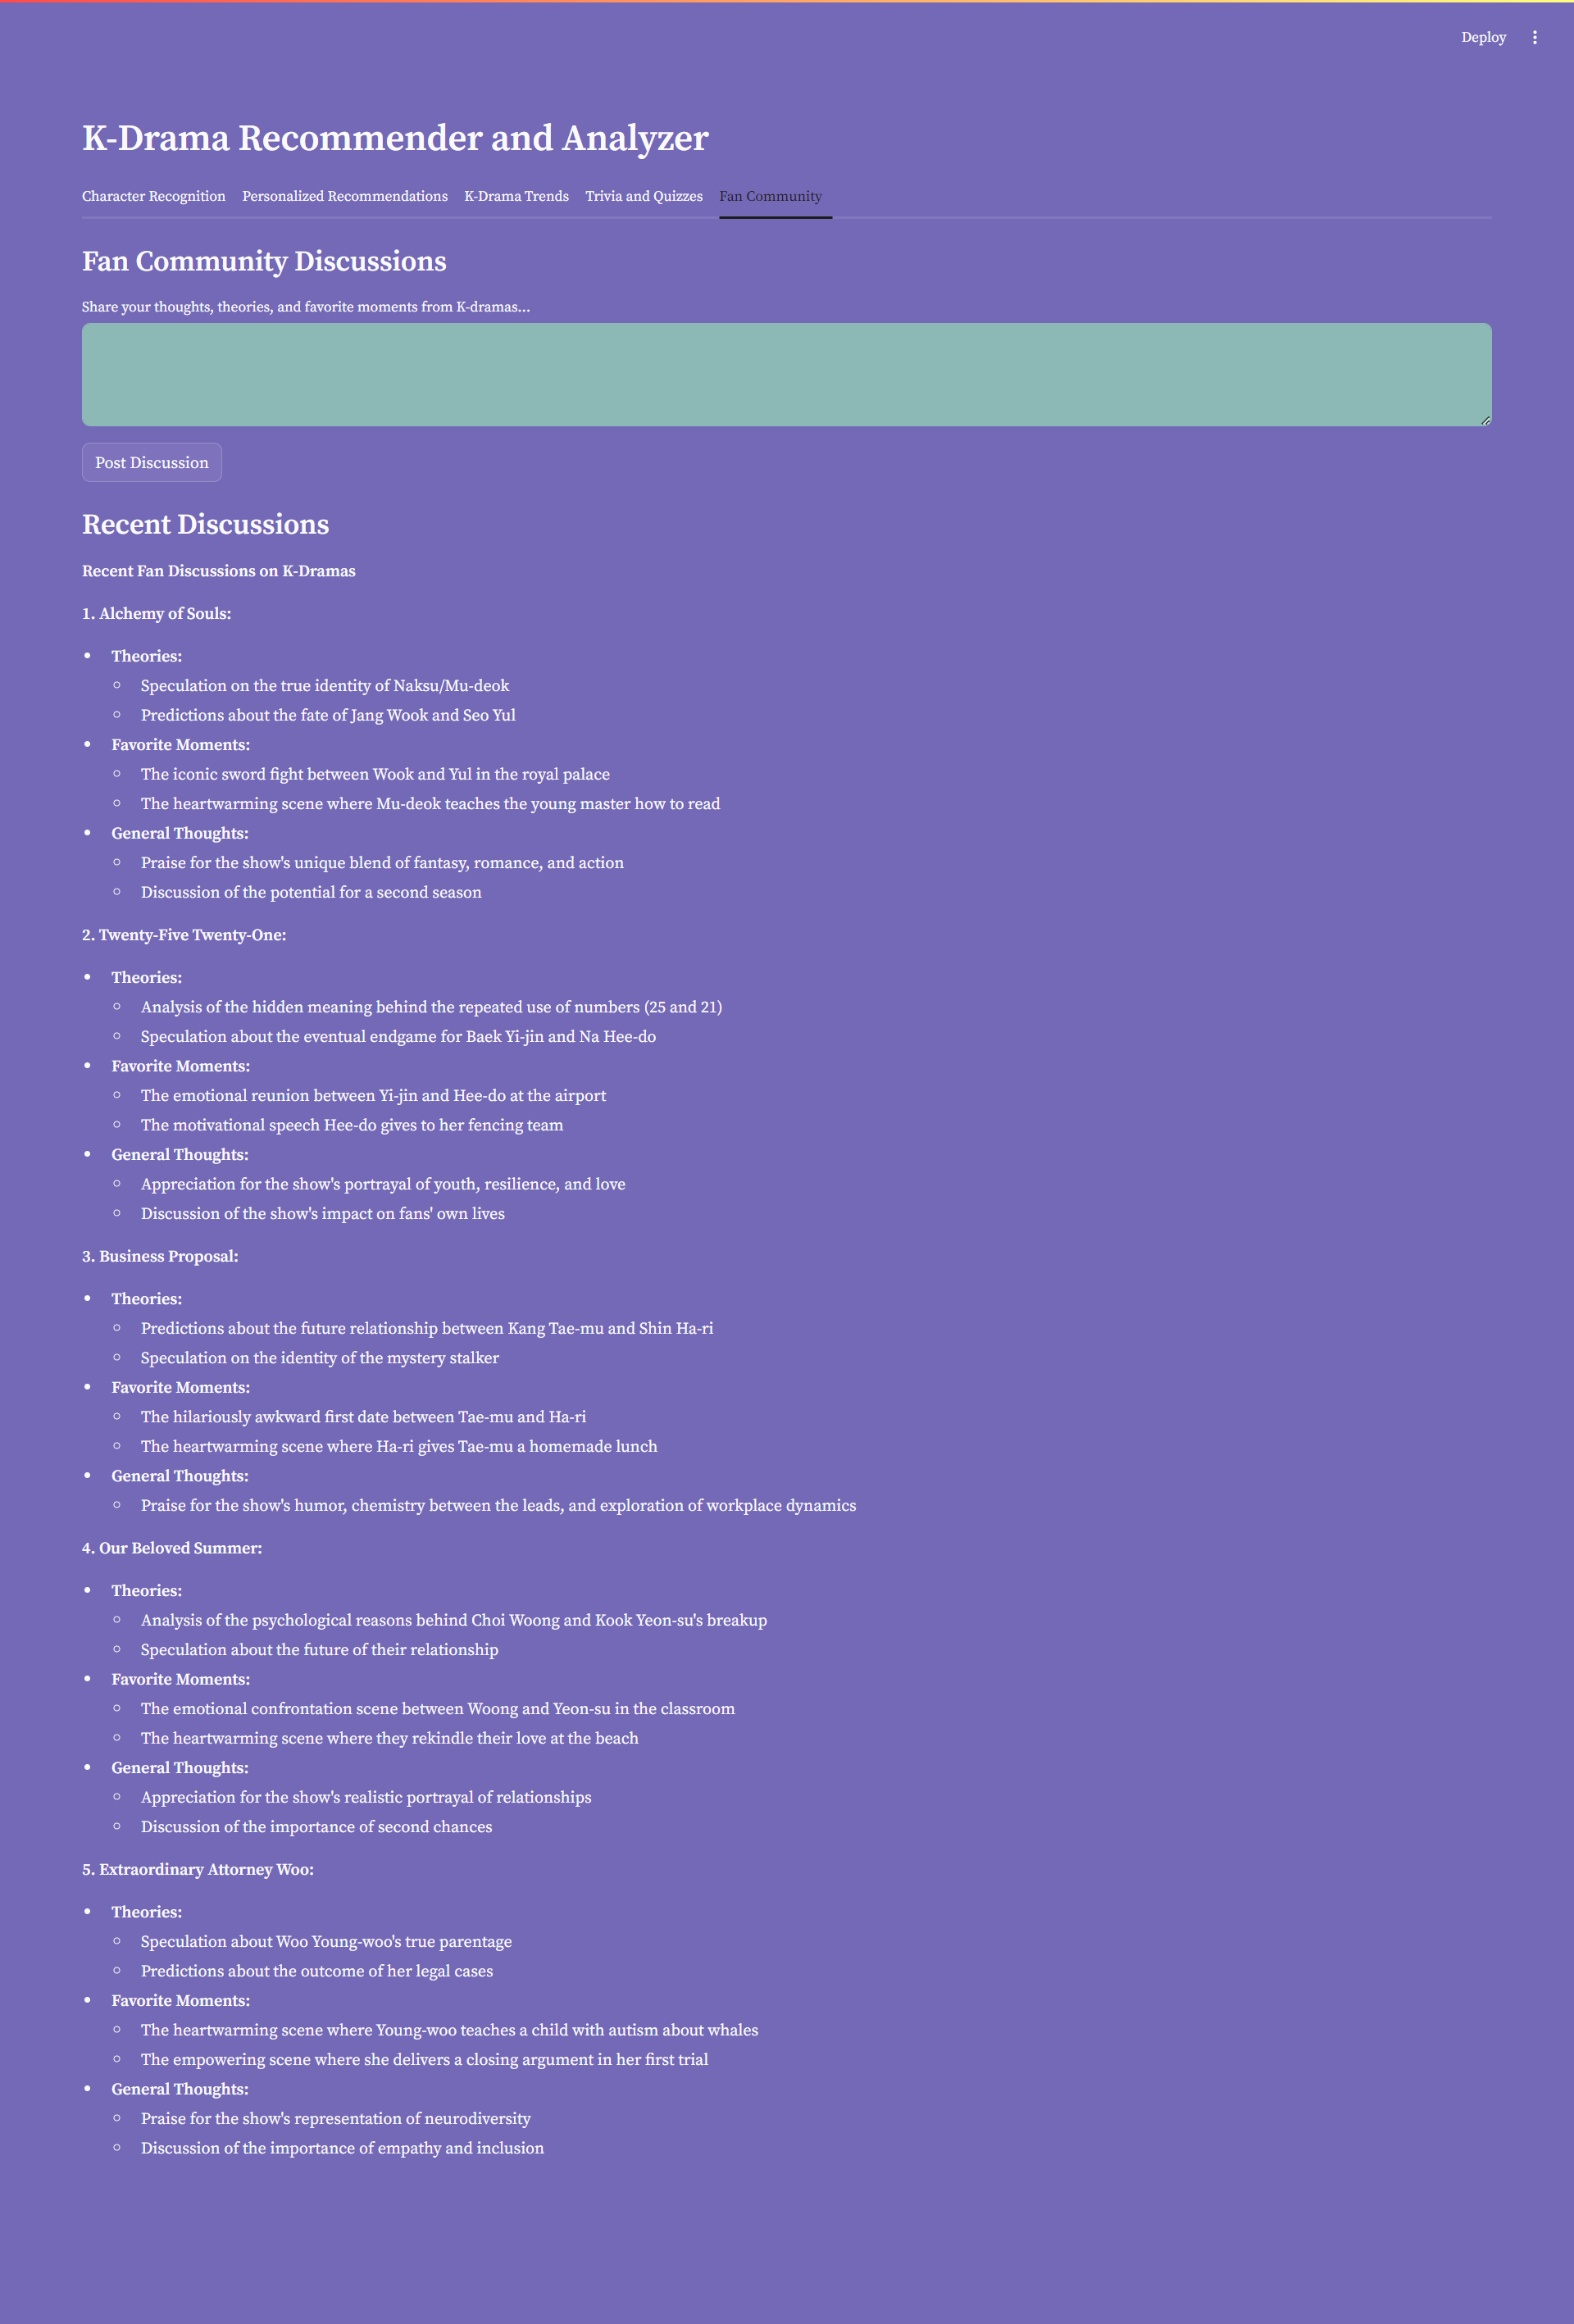 Deploy
K-Drama Recommender and Analyzer
Character Recognition Personalized Recommendations K-Drama Trends Trivia and Quizzes Fan Community
Fan Community Discussions
Share your thoughts, theories, and favorite moments from K-dramas...
Post Discussion
Recent Discussions
Recent Fan Discussions on K-Dramas
1. Alchemy of Souls:
Theories:
Speculation on the true identity of Naksu/Mu-deok
Predictions about the fate of Jang Wook and Seo Yul
Favorite Moments:
The iconic sword fight between Wook and Yul in the royal palace
The heartwarming scene where Mu-deok teaches the young master how to read
General Thoughts:
Praise for the show's unique blend of fantasy, romance, and action
Discussion of the potential for a second season
2. Twenty-Five Twenty-One:
Theories:
Analysis of the hidden meaning behind the repeated use of numbers (25 and 21)
Speculation about the eventual endgame for Baek Yi-jin and Na Hee-do
Favorite Moments:
The emotional reunion between Yi-jin and Hee-do at the airport
The motivational speech Hee-do gives to her fencing team
General Thoughts:
Appreciation for the show's portrayal of youth, resilience, and love
Discussion of the show's impact on fans' own lives
3. Business Proposal:
Theories:
Predictions about the future relationship between Kang Tae-mu and Shin Ha-ri
Speculation on the identity of the mystery stalker
Favorite Moments:
The hilariously awkward first date between Tae-mu and Ha-ri
The heartwarming scene where Ha-ri gives Tae-mu a homemade lunch
General Thoughts:
Praise for the show's humor, chemistry between the leads, and exploration of workplace dynamics
4. Our Beloved Summer:
Theories:
Analysis of the psychological reasons behind Choi Woong and Kook Yeon-su's breakup
Speculation about the future of their relationship
Favorite Moments:
The emotional confrontation scene between Woong and Yeon-su in the classroom
The heartwarming scene where they rekindle their love at the beach
General Thoughts:
Appreciation for the show's realistic portrayal of relationships
Discussion of the importance of second chances
5. Extraordinary Attorney Woo:
Theories:
Speculation about Woo Young-woo's true parentage
Predictions about the outcome of her legal cases
Favorite Moments:
The heartwarming scene where Young-woo teaches a child with autism about whales
The empowering scene where she delivers a closing argument in her first trial
General Thoughts:
Praise for the show's representation of neurodiversity
Discussion of the importance of empathy and inclusion